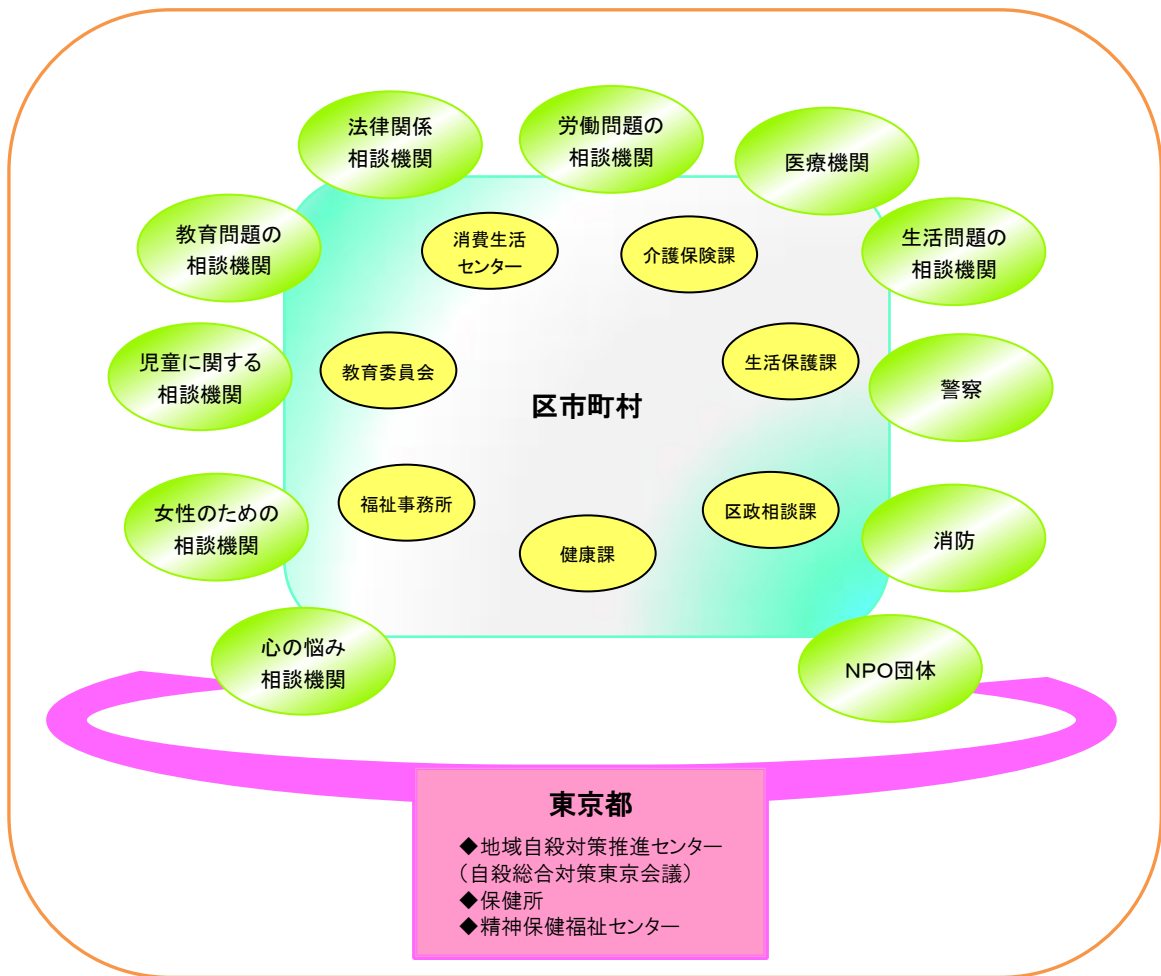 法律関係
相談機関
労働問題の
相談機関
医療機関
教育問題の
相談機関
消費生活
センター
介護保険課
生活問題の
相談機関
児童に関する
相談機関
教育委員会
生活保護課
警察
区市町村
女性のための
相談機関
福祉事務所
区政相談課
消防
健康課
心の悩み
相談機関
NPO団体
東京都
◆地域自殺対策推進センター
（自殺総合対策東京会議）
◆保健所
◆精神保健福祉センター